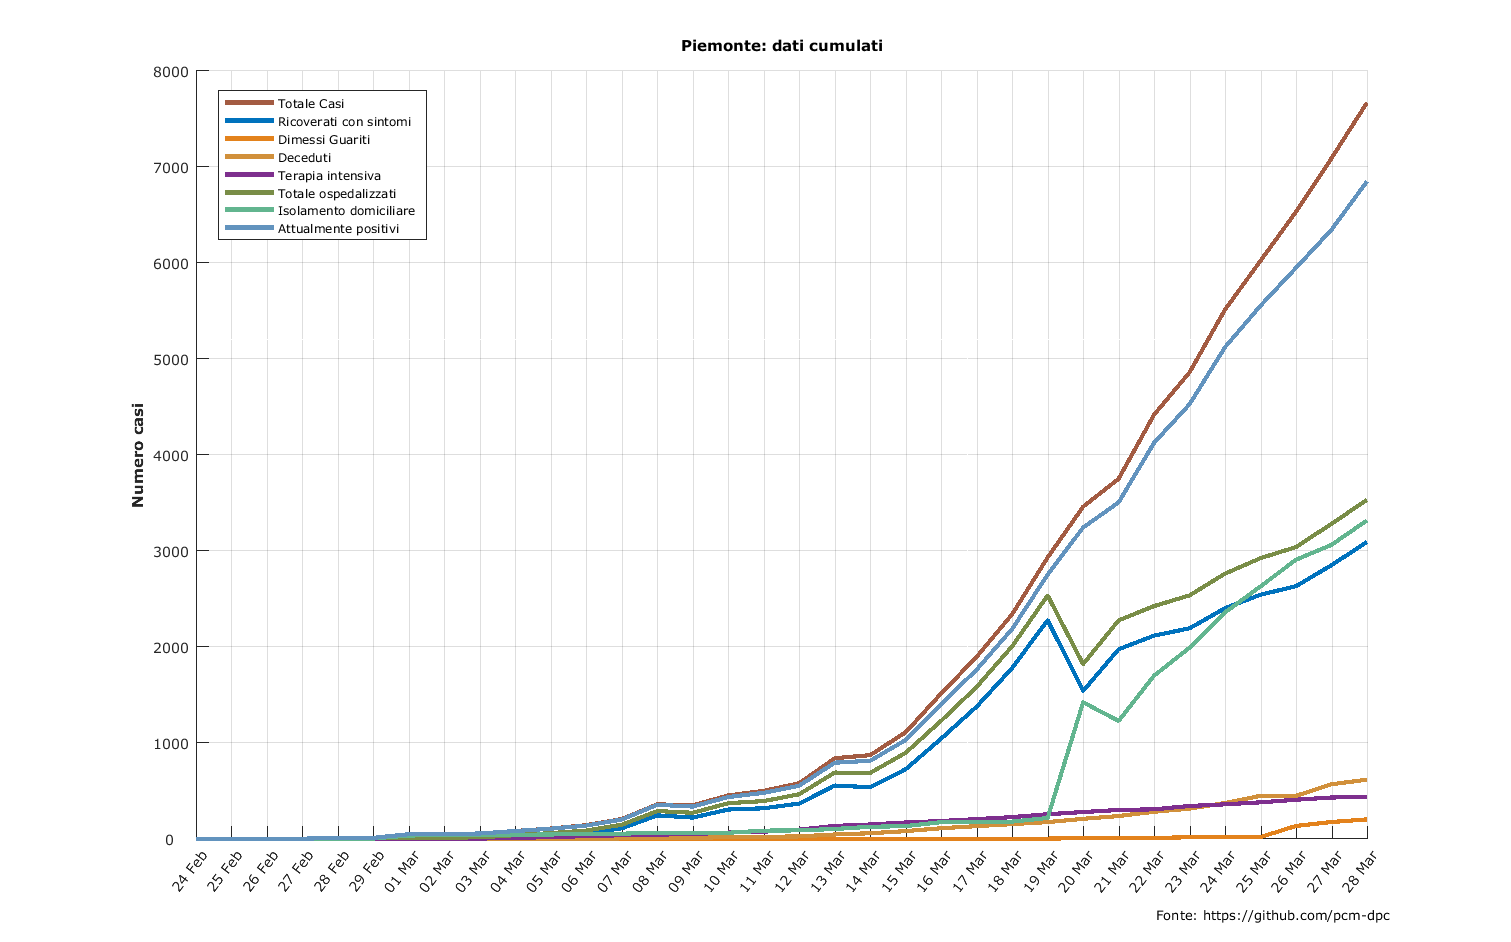 Piemonte: dati cumulati
8000
7000
6000
5000
4000
3000
2000
1000
0
Numero casi
Totale Casi
Ricoverati con sintomi
Dimessi Guariti
Deceduti
Terapia intensiva
Totale ospedalizzati
Isolamento domiciliare
Attualmente positivi
24 Feb
25 Feb
26 Feb
27 Feb
28 Feb
29 Feb
01 Mar
02 Mar
03 Mar
04 Mar
05 Mar
06 Mar
07 Mar
08 Mar
09 Mar
10 Mar
11 Mar
12 Mar
13 Mar
14 Mar
15 Mar
16 Mar
17 Mar
18 Mar
19 Mar
20 Mar
21 Mar
22 Mar
23 Mar
24 Mar
25 Mar
26 Mar
27 Mar
28 Mar
Fonte: https://github.com/pcm-dpc